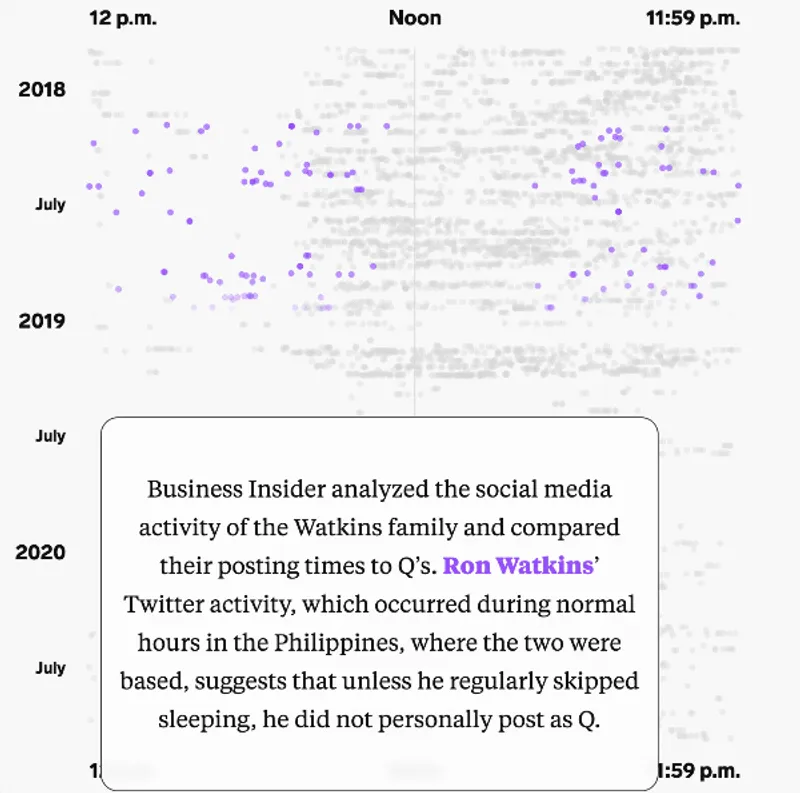 12 p.m. Noon 11:59 p.m.
2018
July
2019
July
Business Insider analyzed the social media
activity of the Watkins family and compared
their posting times to Q's. Ron Watkins'
2020
Twitter activity, which occurred during normal
hours in the Philippines, where the two were
July
based, suggests that unless he regularly skipped
sleeping, he did not personally post as Q.
1:59 p.m.